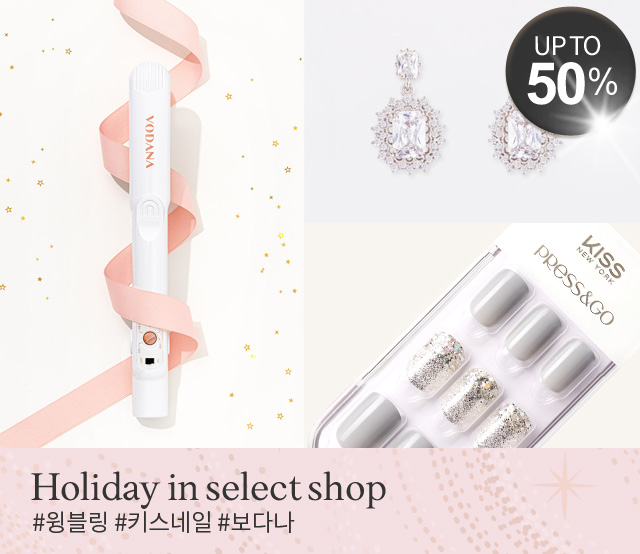 UP TO
50%
VODANA
KISS
NEW YORK
PRESS&GO
Holiday in select shop
#윙블링 #키스네일 #보다나